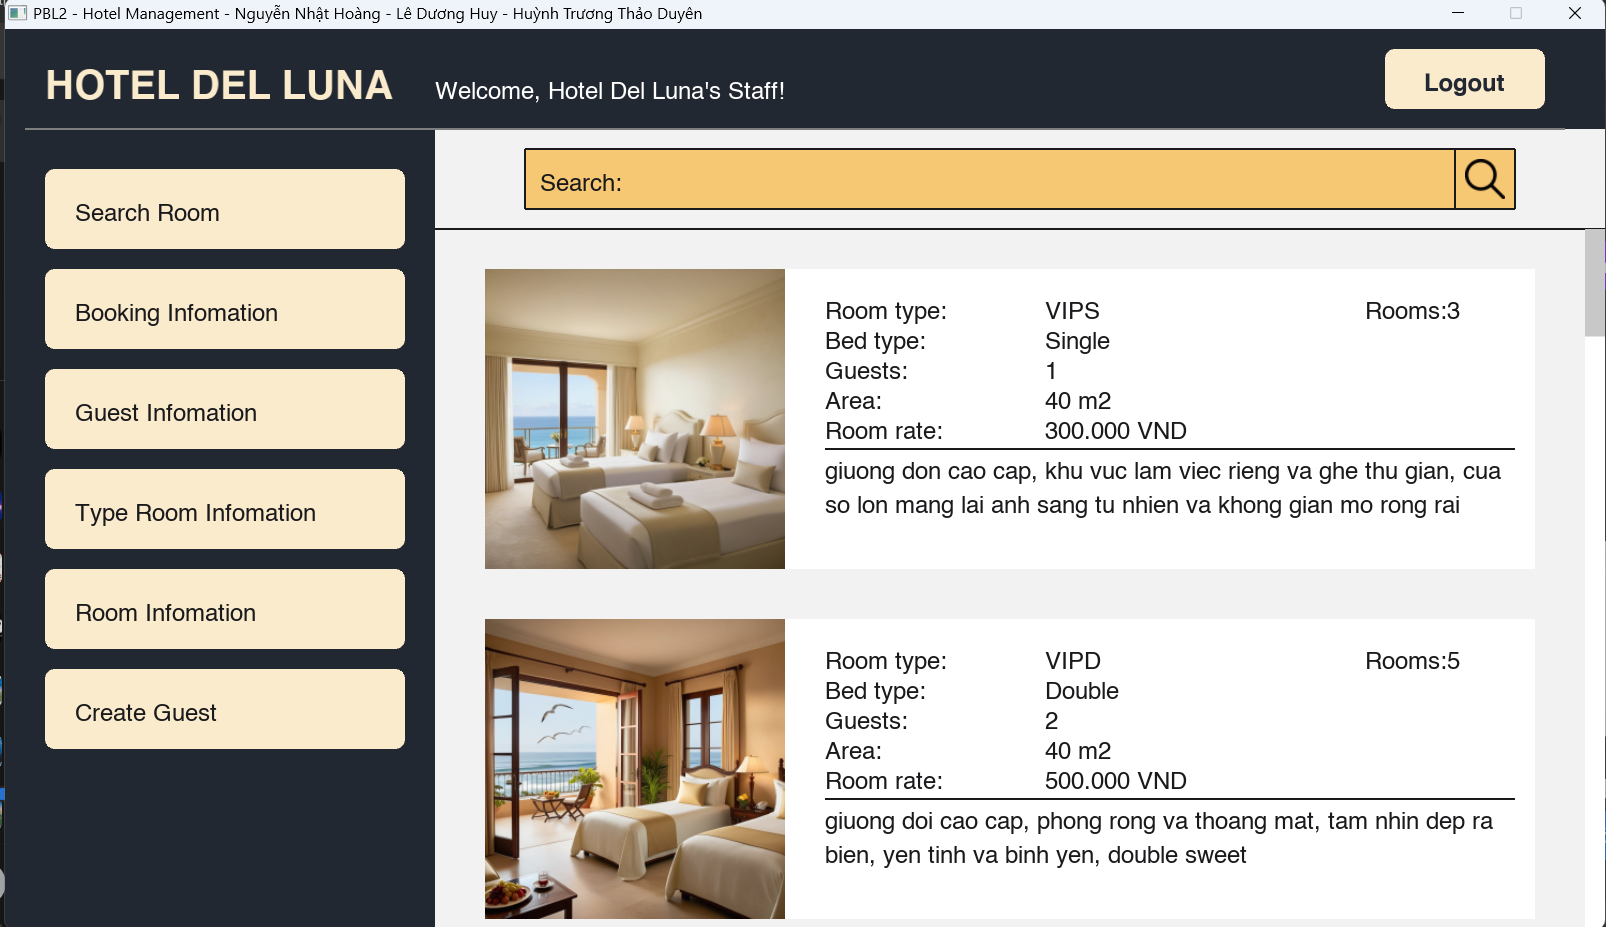 PBL2 - Hotel Management - Nguyễn Nhật Hoàng - Lê Dương Huy - Huỳnh Trương Thảo Duyên
HOTEL DEL LUNA
Welcome, Hotel Del Luna's Staff!
Logout
Search Room
Booking Infomation
Guest Infomation
Type Room Infomation
Room Infomation
Create Guest
Search:
Room type: VIPS Rooms:3
Bed type: Single
Guests: 1
Area: 40 m2
Room rate: 300.000 VND
giuong don cao cap, khu vuc lam viec rieng va ghe thu gian, cua
so lon mang lai anh sang tu nhien va khong gian mo rong rai
Room type: VIPD Rooms:5
Bed type: Double
Guests: 2
Area: 40 m2
Room rate: 500.000 VND
giuong doi cao cap, phong rong va thoang mat, tam nhin dep ra
bien, yen tinh va binh yen, double sweet